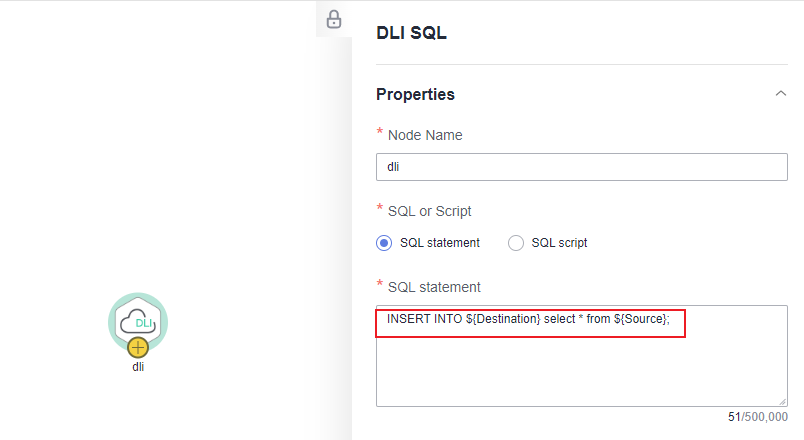 DLI SQL
Properties
* Node Name
dli
* SQL or Script
SQL statement SQL script
* SQL statement
INSERT INTO ${Destination} select * from ${Source};
51/500,000
DLI
dli